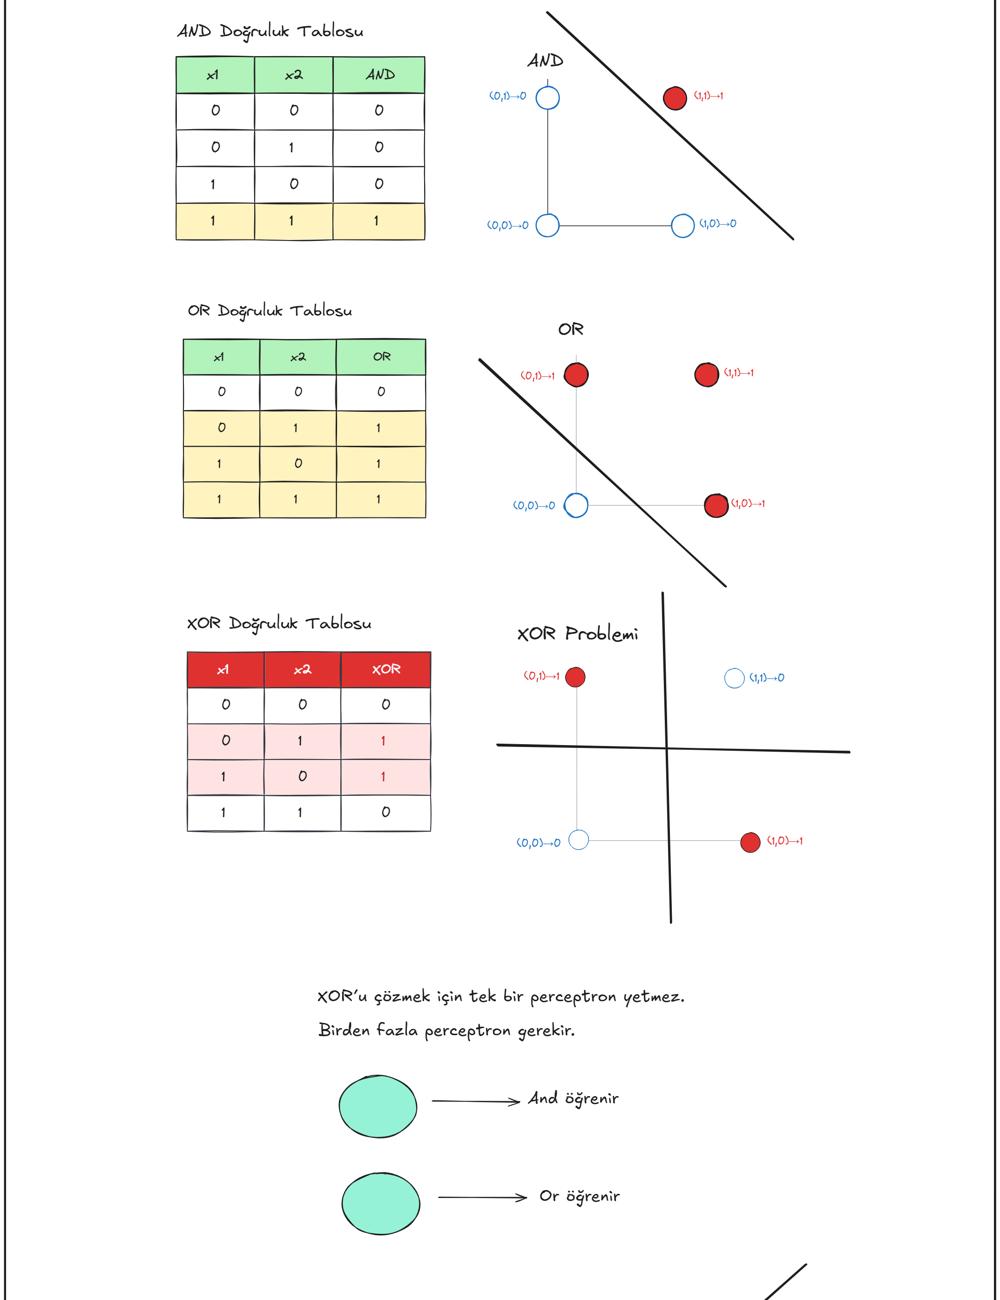 AND Doğruluk Tablosu
x1 x2 AND
0 0 0
0 1 0
1 0 0
1 1 1
AND
(0,1)→0
(1,1)→1
(0,0)→0
(1,0)→0
OR Doğruluk Tablosu
x1 x2 OR
0 0 0
0 1 1
1 0 1
1 1 1
OR
(0,1)→1
(1,1)→1
(0,0)→0
(1,0)→1
XOR Doğruluk Tablosu
x1 x2 XOR
0 0 0
0 1 1
1 0 1
1 1 0
XOR Problemi
(0,1)→1
(1,1)→0
(0,0)→0
(1,0)→1
XOR'u çözmek için tek bir perceptron yetmez.
Birden fazla perceptron gerekir.
And öğrenir
Or öğrenir